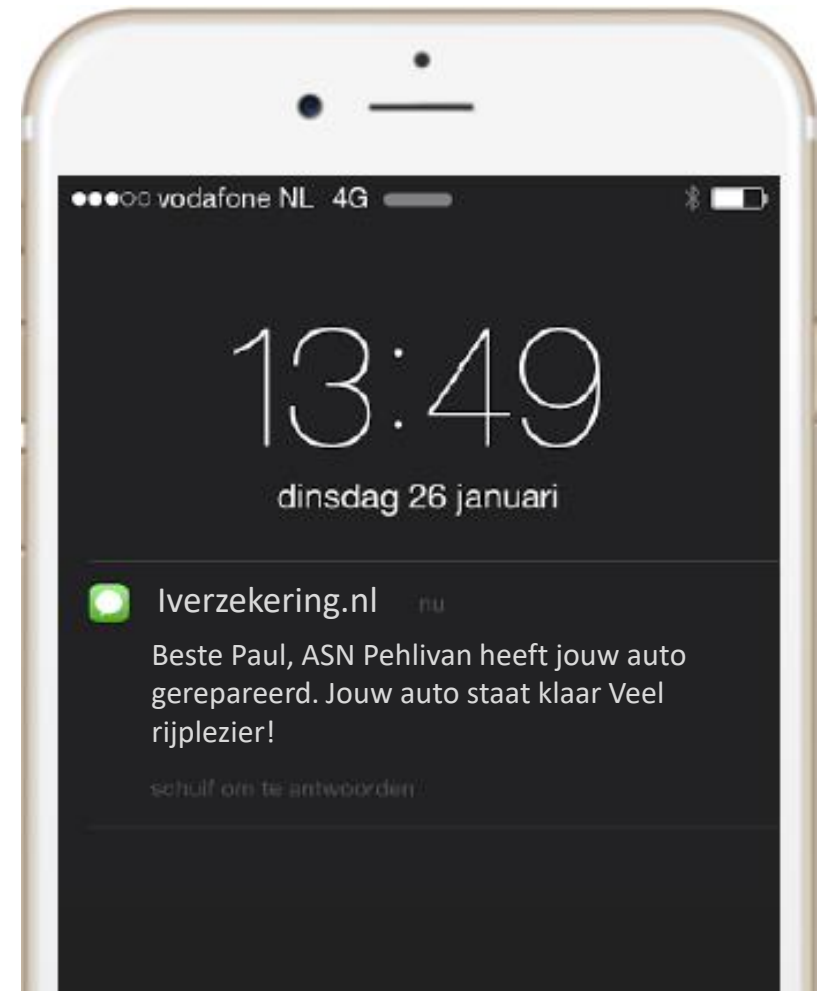 vodafone NL 4G
13:49
dinsdag 26 januari
Iverzekering.nl nu
Beste Paul, ASN Pehlivan heeft jouw auto
gerepareerd. Jouw auto staat klaar Veel
rijplezier!
schuif om te antwoorden